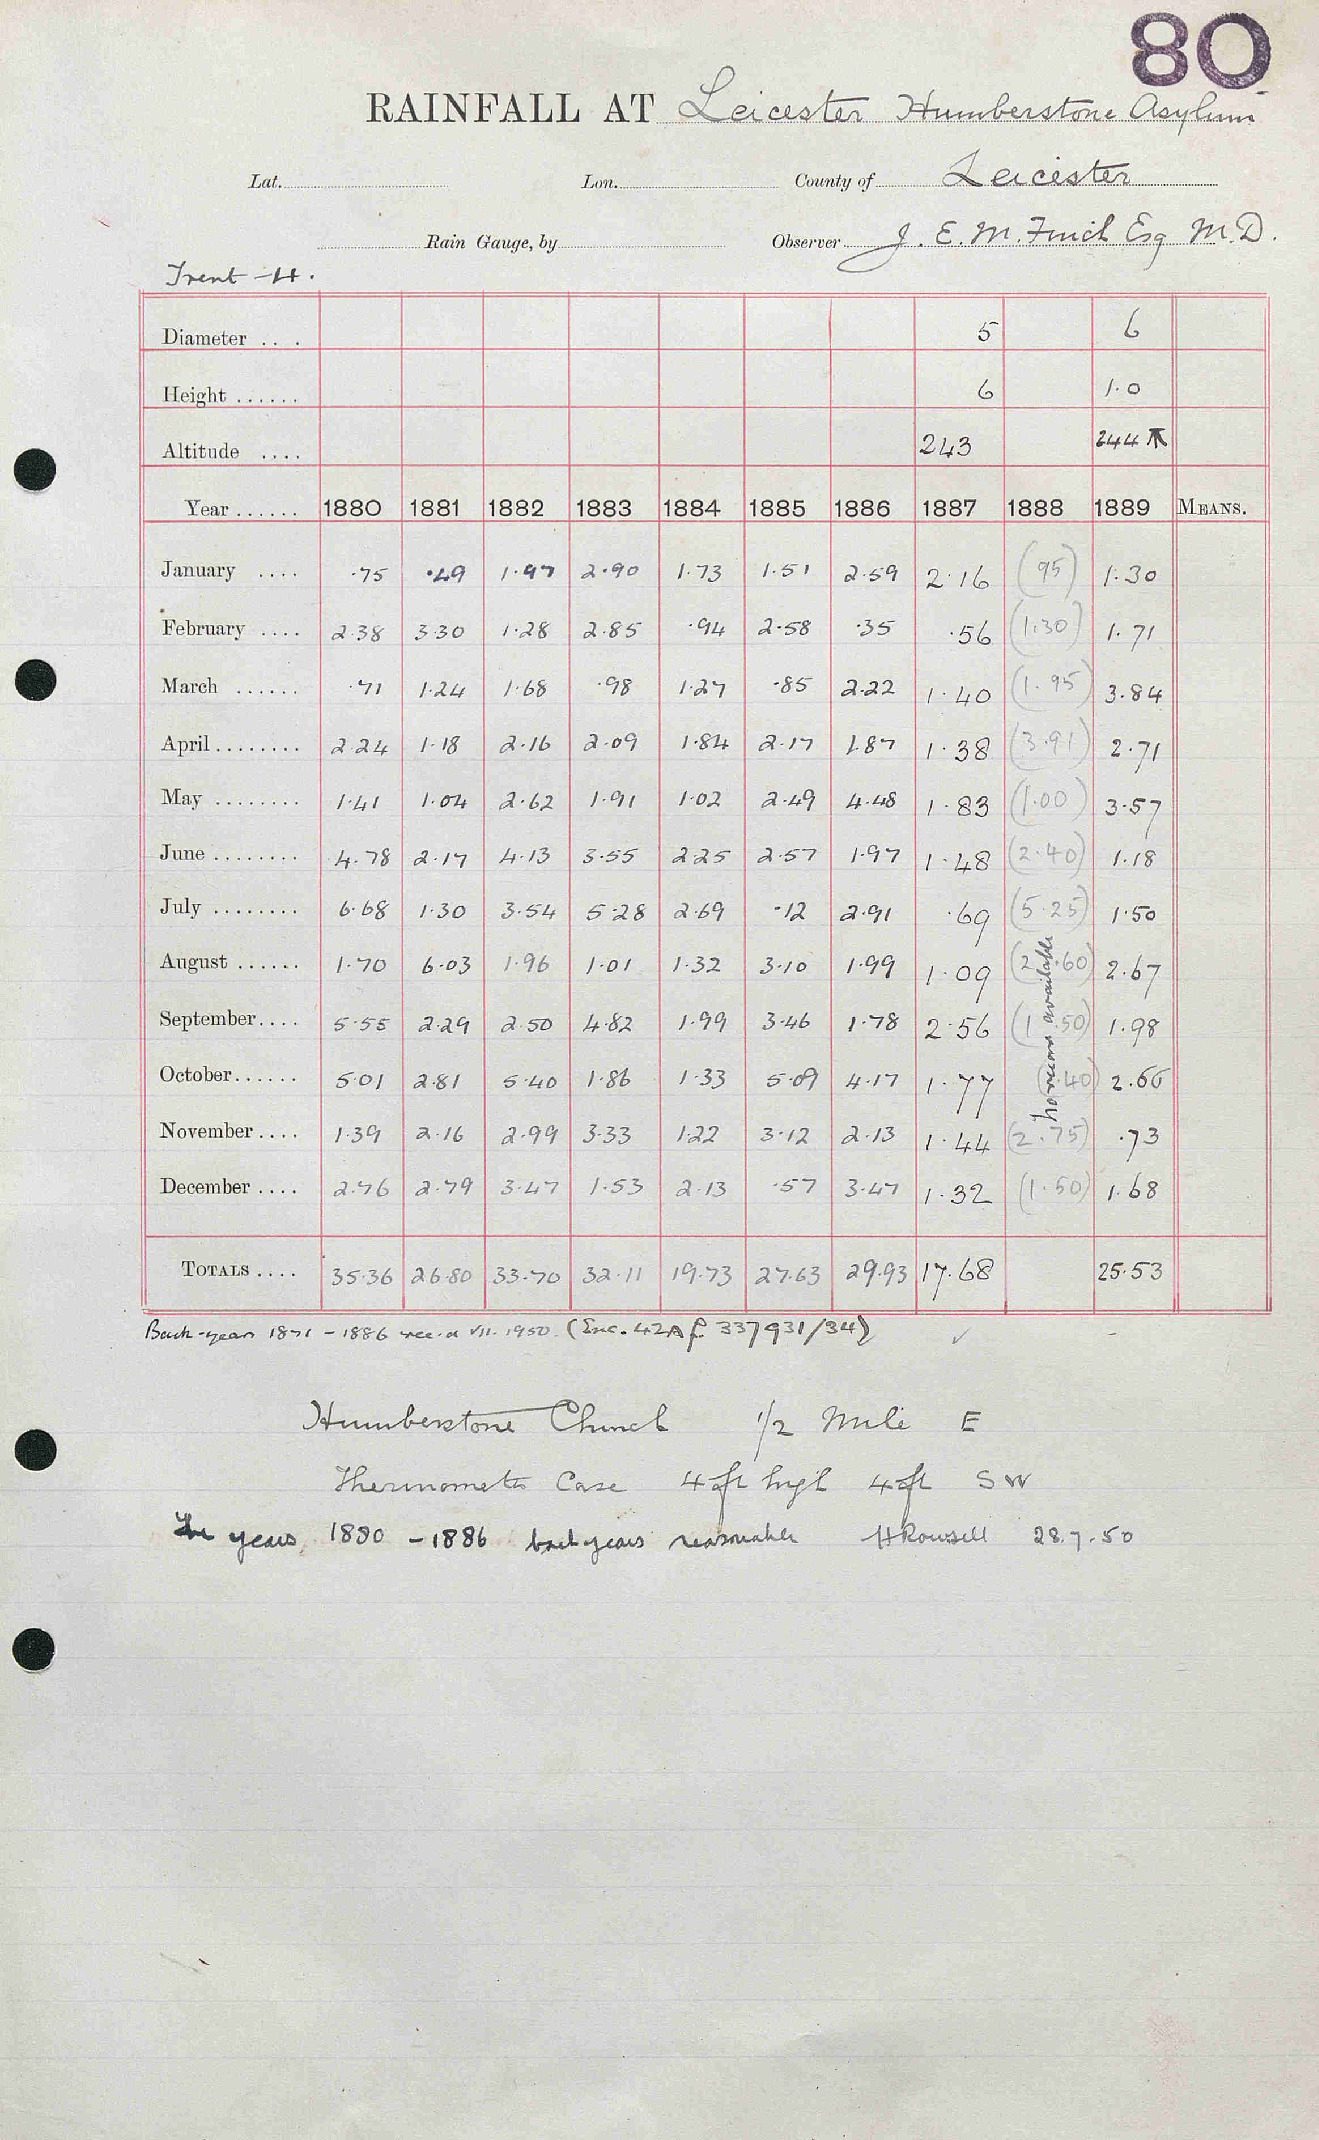 80
RAINFALL AT Leicester Humberstone Asylum
Lat. Lon. County of Leicester
Rain Gauge, by Observer J. E. M. Finch Esq M.D.
Trent -H.
Diameter .... 5 6
Height ...... 6 1.0
Altitude .... 243 244
Year ...... 1880 1881 1882 1883 1884 1885 1886 1887 1888 1889 MEANS.
January .... ·75 ·49 1·97 2·90 1·73 1·51 2·59 2·16 (95) 1·30
February .... 2·38 3·30 1·28 2·85 ·94 2·58 ·35 ·56 (1·30) 1·71
March ...... ·71 1·24 1·68 ·98 1·27 ·85 2·22 1·40 (1·95) 3·84
April ........ 2·24 1·18 2·16 2·09 1·84 2·17 1·87 1·38 (3·91) 2·71
May ........ 1·41 1·04 2·62 1·91 1·02 2·49 4·48 1·83 (1·00) 3·57
June ........ 4·78 2·17 4·13 3·55 2·25 2·57 1·97 1·48 (2·40) 1·18
July ........ 6·68 1·30 3·54 5·28 2·69 ·12 2·91 ·69 (5·25) 1·50
August ...... 1·70 6·03 1·96 1·01 1·32 3·10 1·99 1·09 (2·60) 2·67
September .... 5·55 2·29 2·50 4·82 1·99 3·46 1·78 2·56 (1·50) 1·98
October ...... 5·01 2·81 5·40 1·86 1·33 5·09 4·17 1·77 (·40) 2·66
November .... 1·39 2·16 2·99 3·33 1·22 3·12 2·13 1·44 (2·75) ·73
December .... 2·76 2·79 3·47 1·53 2·13 ·57 3·47 1·32 (1·50) 1·68
available
TOTALS .... 35·36 26·80 33·70 32·11 19·73 27·63 29·93 17·68 25·53
Back-years 1871 - 1886 rec. VII. 1950. (Enc. 42A f 337931/34)
Humberstone Church 1/2 Mile E
Thermometer Case 4 ft high 4 ft SW
The years 1880 - 1886 back years reasonable H Rowsell 28.7.50